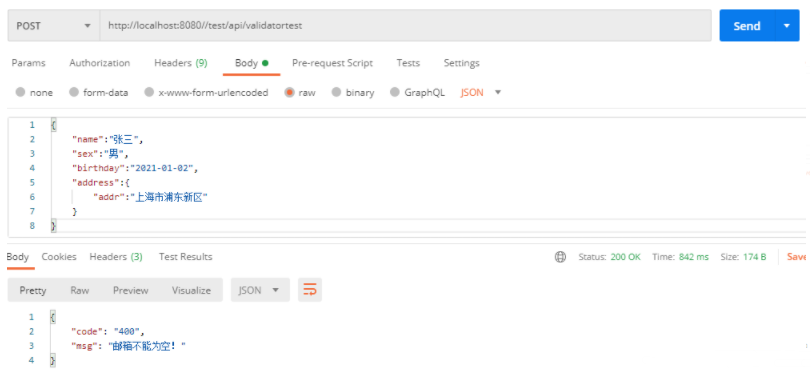 POST http://localhost:8080//test/api/validatortest Send
Params Authorization Headers (9) Body Pre-request Script Tests Settings
none form-data x-www-form-urlencoded raw binary GraphQL JSON
1 {
2 "name":"张三",
3 "sex":"男",
4 "birthday":"2021-01-02",
5 "address":{
6 "addr":"上海市浦东新区"
7 }
8 }
Body Cookies Headers (3) Test Results Status: 200 OK Time: 842 ms Size: 174 B Save
Pretty Raw Preview Visualize JSON
1 {
2 "code": "400",
3 "msg": "邮箱不能为空！"
4 }